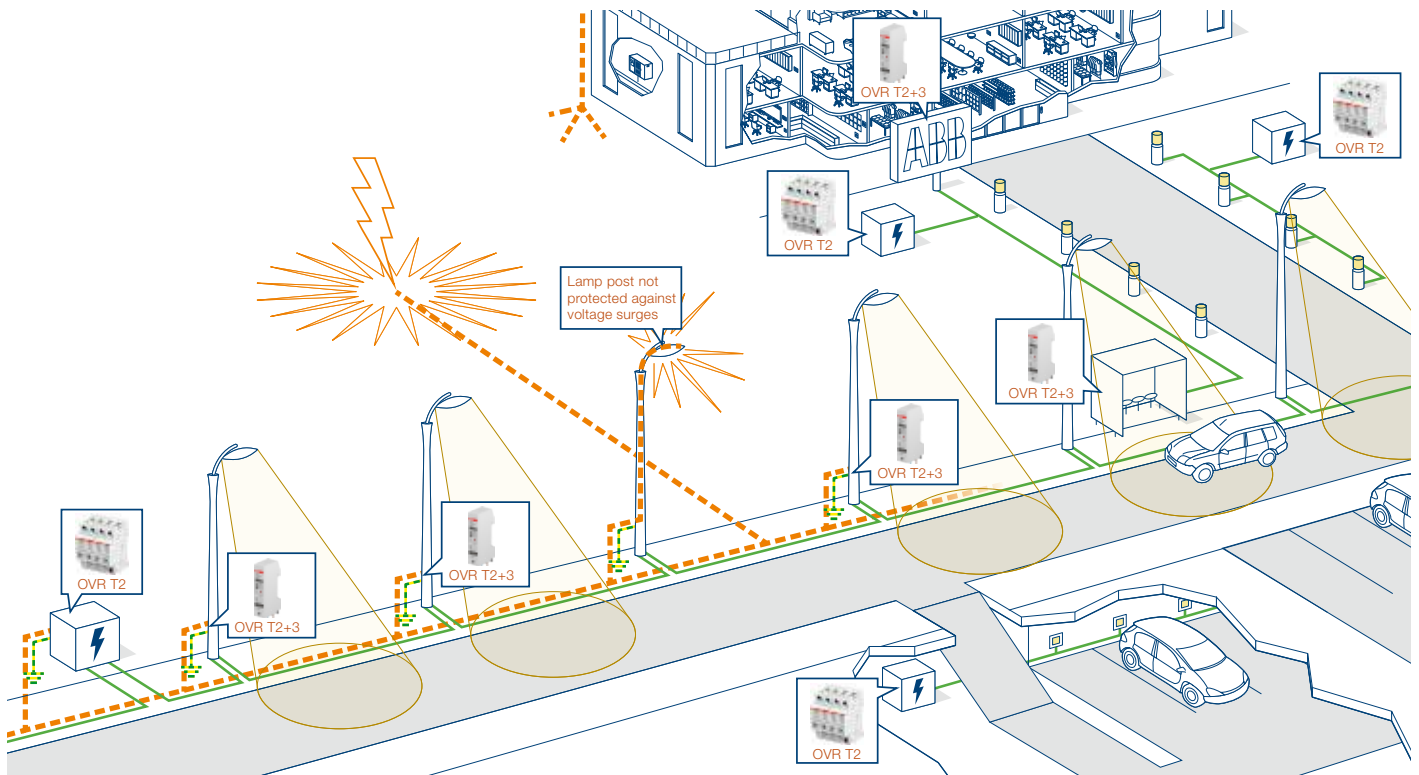 OVR T2+3
ABB
OVR T2
OVR T2
Lamp post not
protected against
voltage surges
OVR T2+3
OVR T2+3
OVR T2+3
OVR T2
OVR T2+3
OVR T2